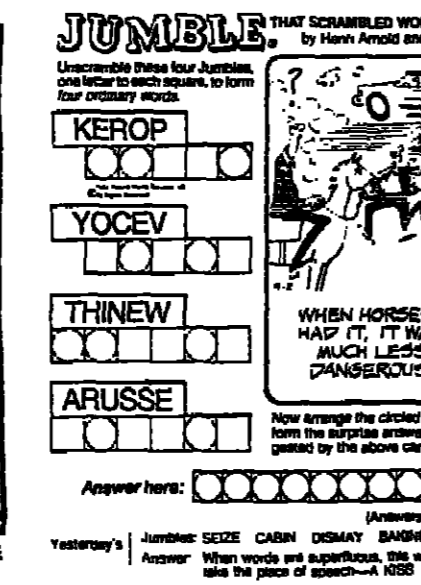 JUMBLE. THAT SCRAMBLED WO
by Henri Arnold and
Unscramble these four Jumbles,
one letter to each square, to form
four ordinary words.
KEROP
YOCEV
THINEW
ARUSSE
?
WHEN HORSE
HAD IT, IT W
MUCH LESS
DANGEROUS
Now arrange the circled
form the surprise answe
gested by the above car
Answer here:
(Answers
Yesterday's
Jumbles: SEIZE CABIN DISMAY
Answer When words are superfluous, this w
take the place of speech—A KISS